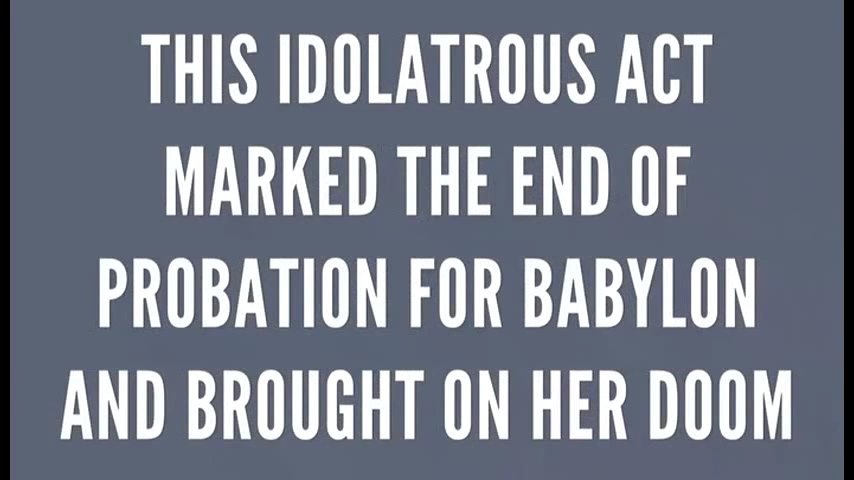 THIS IDOLATROUS ACT
MARKED THE END OF
PROBATION FOR BABYLON
AND BROUGHT ON HER DOOM